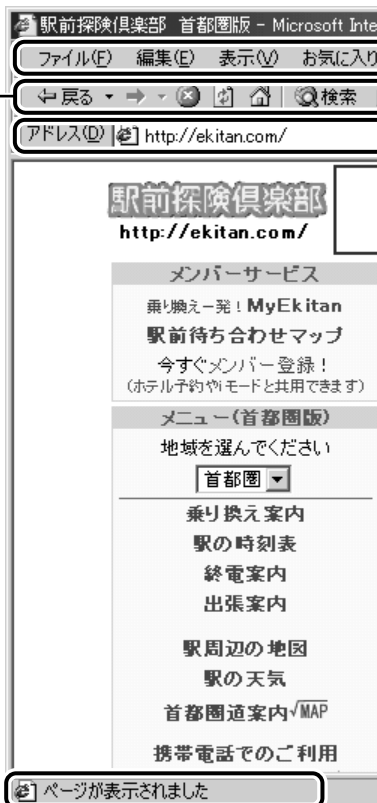 駅前探険倶楽部 首都圏版 - Microsoft Inte
ファイル(F) 編集(E) 表示(V) お気に入り
戻る 検索
アドレス(D) http://ekitan.com/
駅前探険倶楽部
http://ekitan.com/
メンバーサービス
乗り換え一発！MyEkitan
駅前待ち合わせマップ
今すぐメンバー登録！
(ホテル予約やiモードと共用できます)
メニュー(首都圏版)
地域を選んでください
首都圏
乗り換え案内
駅の時刻表
終電案内
出張案内
駅周辺の地図
駅の天気
首都圏道案内√MAP
携帯電話でのご利用
ページが表示されました